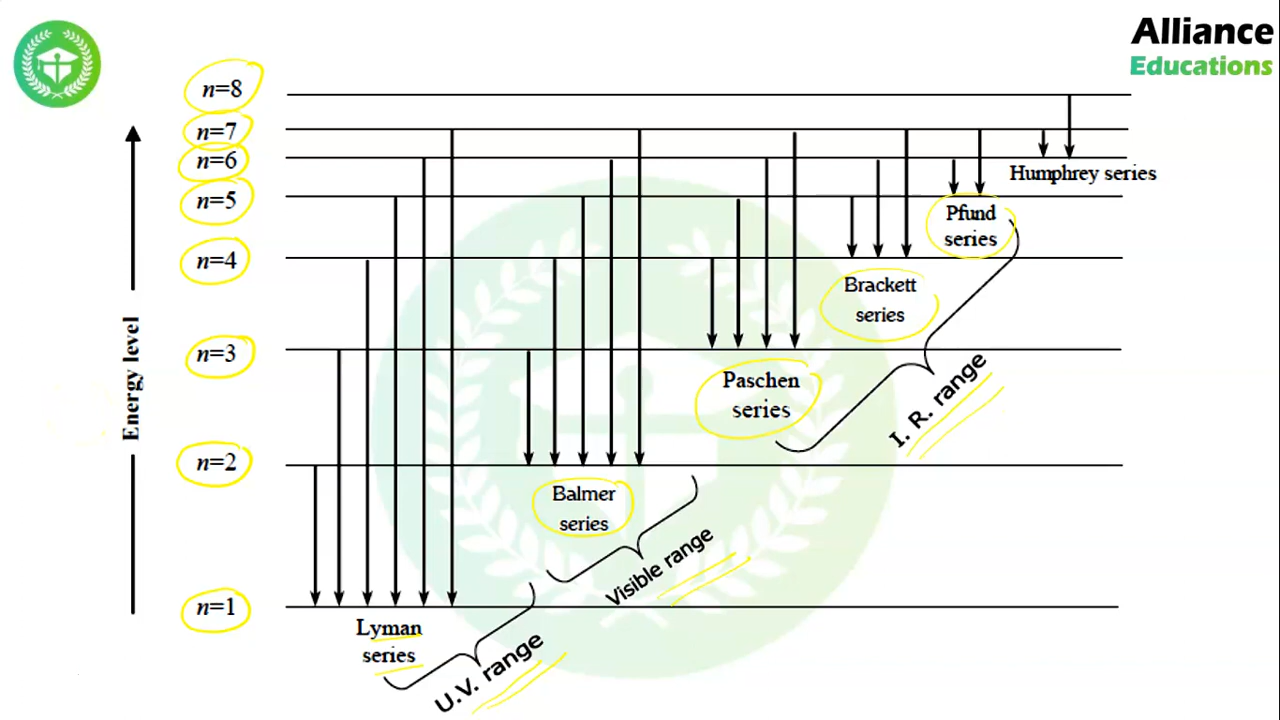 Alliance
Educations
n=8
n=7
n=6
n=5
n=4
n=3
n=2
n=1
Energy level
Humphrey series
Pfund
series
Brackett
series
Paschen
series
I. R. range
Balmer
series
Visible range
Lyman
series
U.V. range